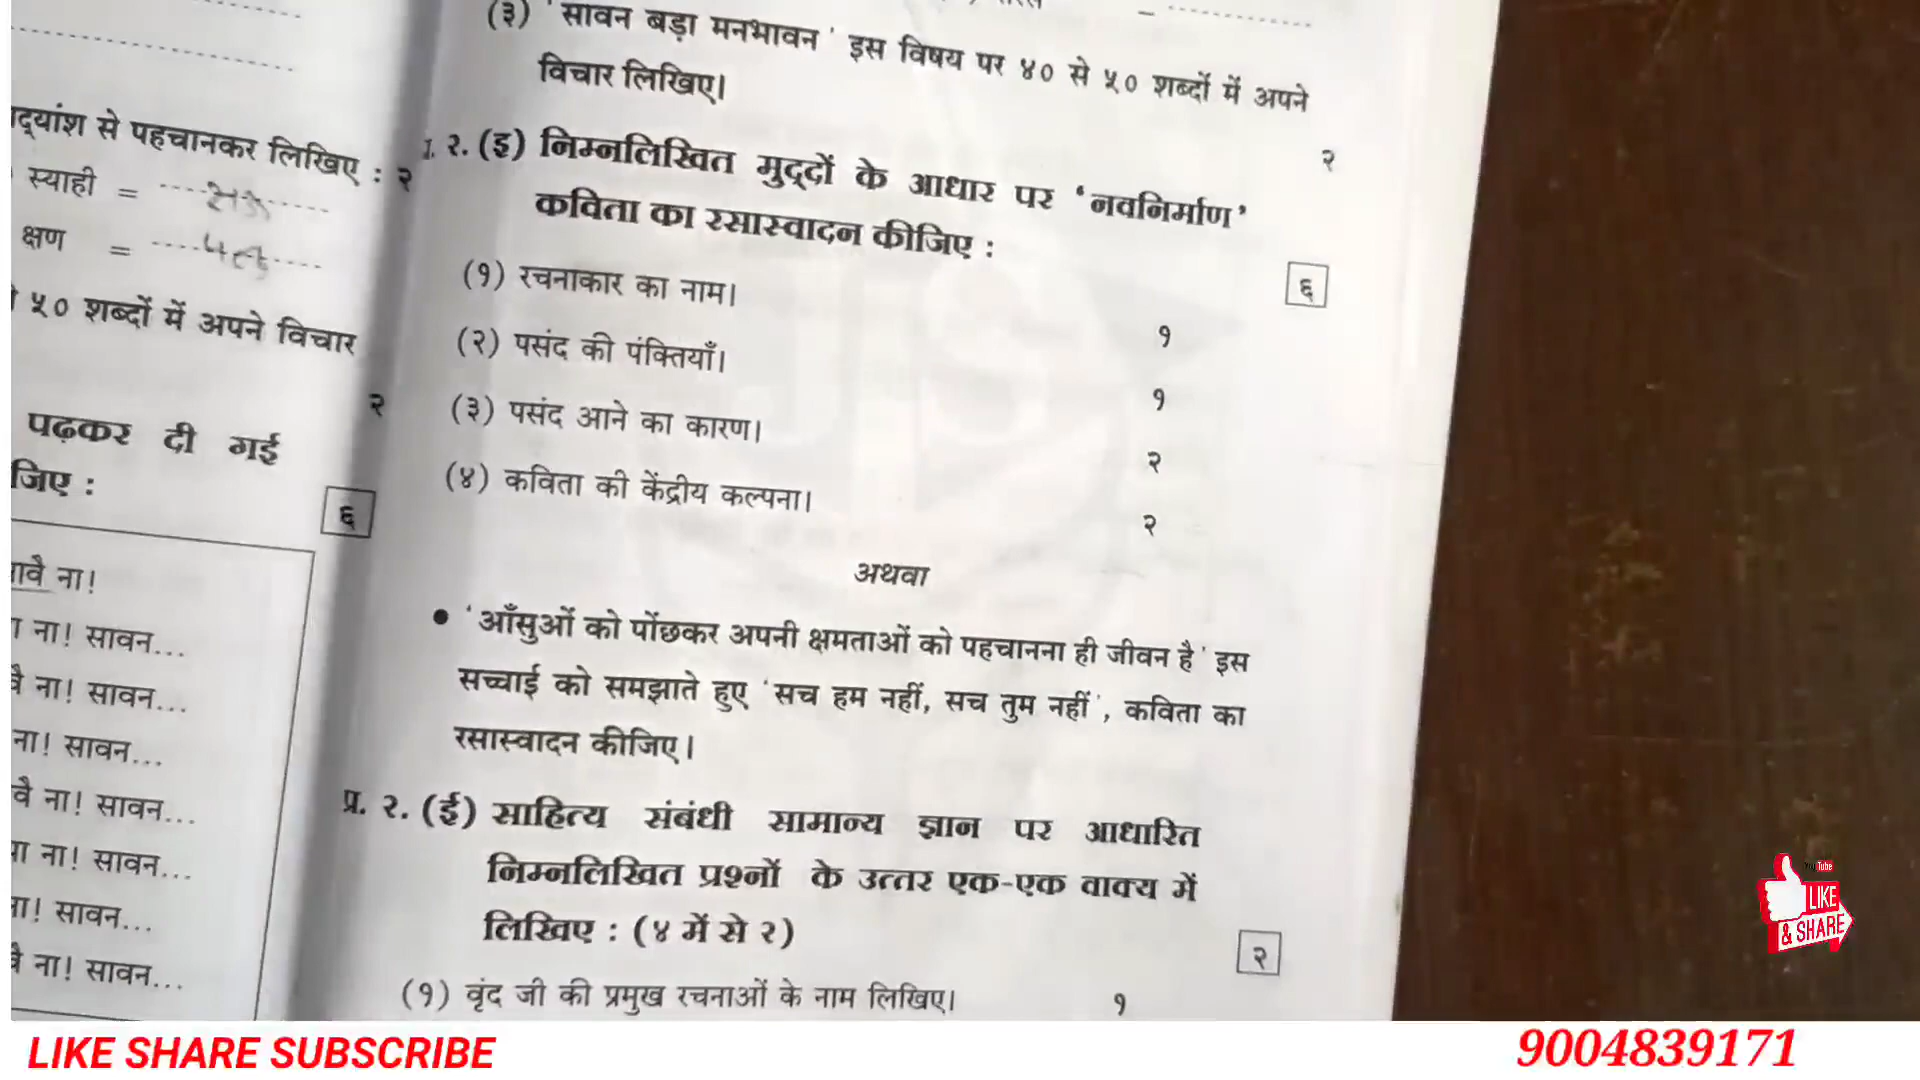 द्यांश से पहचानकर लिखिए : २
स्याही = ............
क्षण = ............
५० शब्दों में अपने विचार
२
पढ़कर दी गई
जिए :
६
ना!
ना! सावन...
ना! सावन...
ना! सावन...
वै ना! सावन...
ना! सावन...
ना! सावन...
ना! सावन...
(३) 'सावन बड़ा मनभावन' इस विषय पर ४० से ५० शब्दों में अपने
विचार लिखिए।
२
२. (इ) निम्नलिखित मुद्दों के आधार पर 'नवनिर्माण'
कविता का रसास्वादन कीजिए :
६
(१) रचनाकार का नाम।
१
(२) पसंद की पंक्तियाँ।
१
(३) पसंद आने का कारण।
२
(४) कविता की केंद्रीय कल्पना।
२
अथवा
● 'आँसुओं को पोंछकर अपनी क्षमताओं को पहचानना ही जीवन है' इस
सच्चाई को समझाते हुए 'सच हम नहीं, सच तुम नहीं', कविता का
रसास्वादन कीजिए।
प्र. २. (ई) साहित्य संबंधी सामान्य ज्ञान पर आधारित
निम्नलिखित प्रश्नों के उत्तर एक-एक वाक्य में
लिखिए : (४ में से २)
२
(१) वृंद जी की प्रमुख रचनाओं के नाम लिखिए।
१
LIKE
& SHARE
LIKE SHARE SUBSCRIBE
9004839171